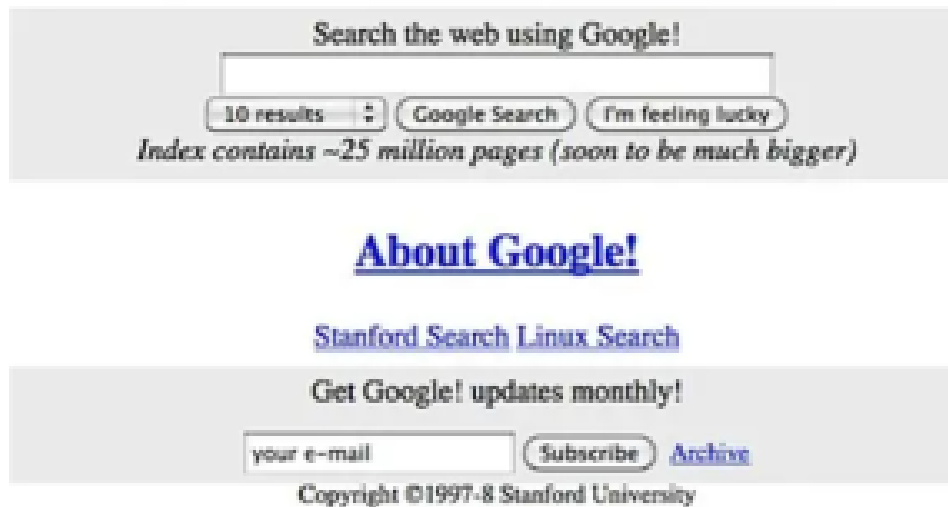 Search the web using Google!
10 results Google Search I'm feeling lucky
Index contains ~25 million pages (soon to be much bigger)
About Google!
Stanford Search Linux Search
Get Google! updates monthly!
your e-mail Subscribe Archive
Copyright ©1997-8 Stanford University